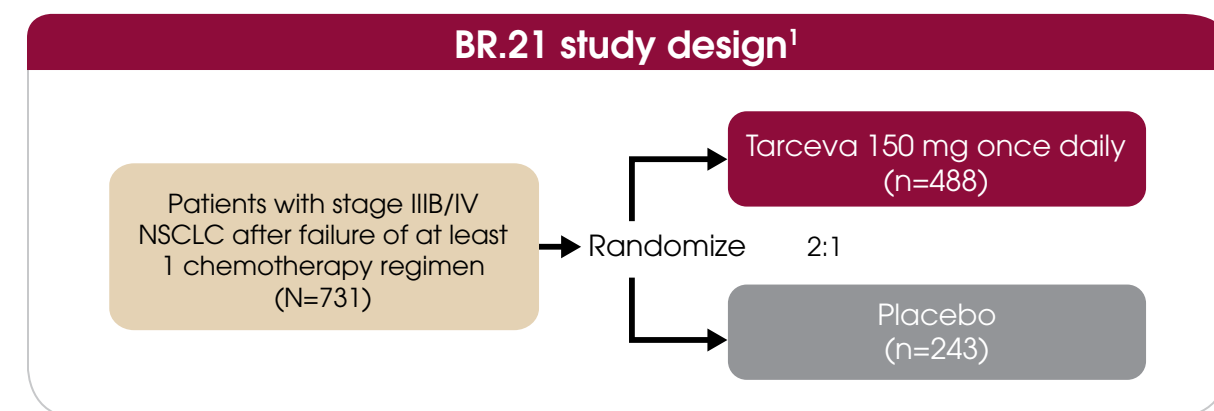 BR.21 study design¹
Tarceva 150 mg once daily
(n=488)
Patients with stage IIIB/IV
NSCLC after failure of at least
1 chemotherapy regimen
(N=731)
Randomize 2:1
Placebo
(n=243)